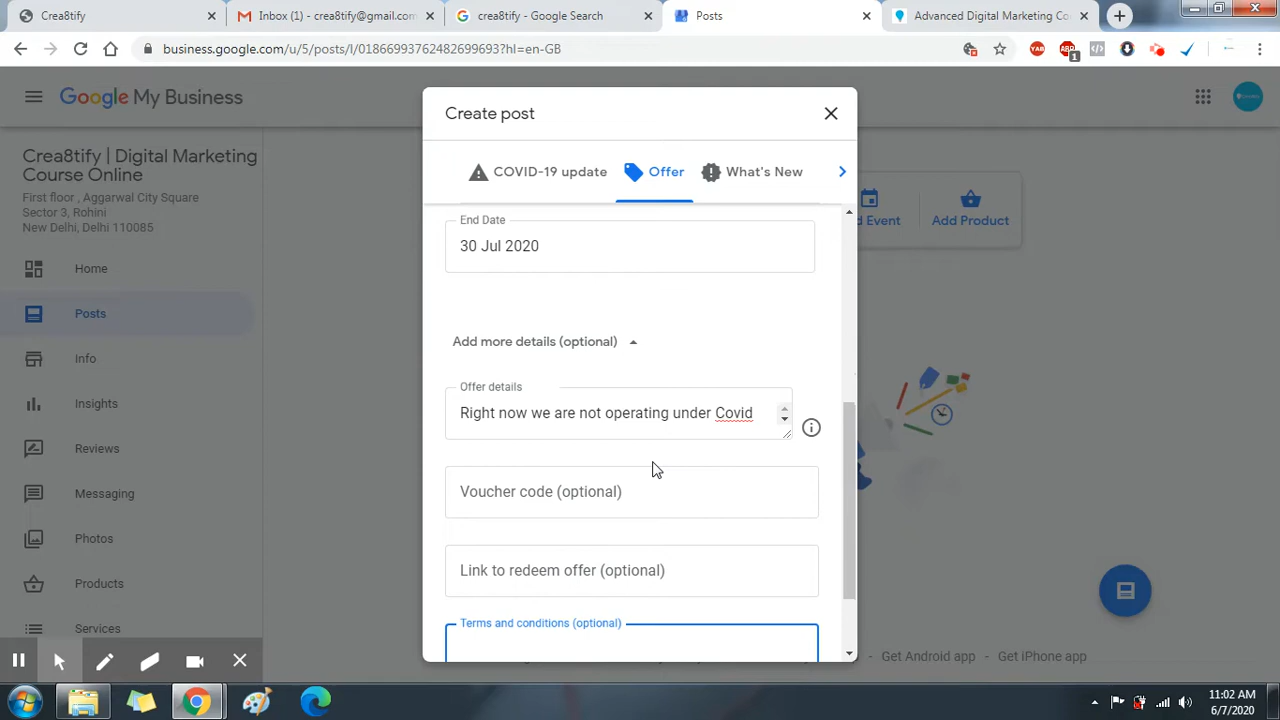 Crea8tify
Inbox (1) - crea8tify@gmail.com
crea8tify - Google Search
Posts
Advanced Digital Marketing Co
business.google.com/u/5/posts/l/01866993762482699693?hl=en-GB
YAB
ABP
1
Google My Business
Create post
COVID-19 update
Offer
What's New
Crea8tify | Digital Marketing
Course Online
First floor , Aggarwal City Square
Sector 3, Rohini
New Delhi, Delhi 110085
Home
Posts
Info
Insights
Reviews
Messaging
Photos
Products
Services
d Event
Add Product
End Date
30 Jul 2020
Add more details (optional)
Offer details
Right now we are not operating under Covid
Voucher code (optional)
Link to redeem offer (optional)
Terms and conditions (optional)
- Get Android app - Get iPhone app
11:02 AM
6/7/2020